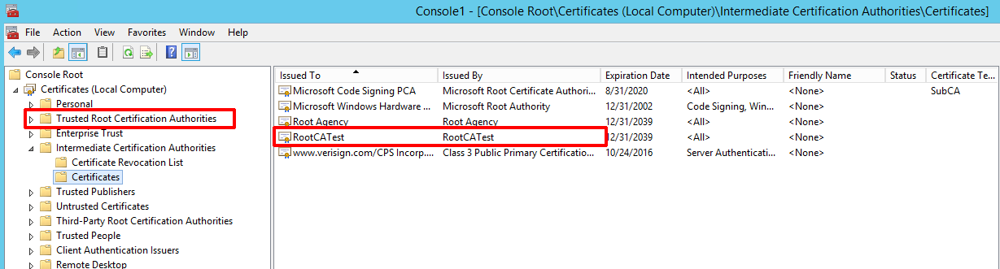 Console1 - [Console Root\Certificates (Local Computer)\Intermediate Certification Authorities\Certificates]
File Action View Favorites Window Help
Console Root
Certificates (Local Computer)
Personal
Trusted Root Certification Authorities
Enterprise Trust
Intermediate Certification Authorities
Certificate Revocation List
Certificates
Trusted Publishers
Untrusted Certificates
Third-Party Root Certification Authorities
Trusted People
Client Authentication Issuers
Remote Desktop
Issued To Issued By Expiration Date Intended Purposes Friendly Name Status Certificate Te...
Microsoft Code Signing PCA Microsoft Root Certificate Authori... 8/31/2020 <All> <None> SubCA
Microsoft Windows Hardware ... Microsoft Root Authority 12/31/2002 Code Signing, Win... <None>
Root Agency Root Agency 12/31/2039 <All> <None>
RootCATest RootCATest 12/31/2039 <All> <None>
www.verisign.com/CPS Incorp... Class 3 Public Primary Certificatio... 10/24/2016 Server Authenticati... <None>